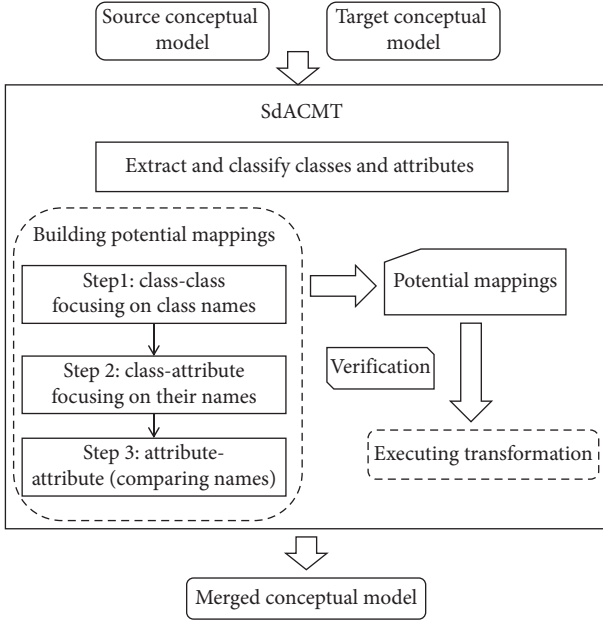 Source conceptual
model
Target conceptual
model
SdACMT
Extract and classify classes and attributes
Building potential mappings
Step1: class-class
focusing on class names
Step 2: class-attribute
focusing on their names
Step 3: attribute-
attribute (comparing names)
Potential mappings
Verification
Executing transformation
Merged conceptual model